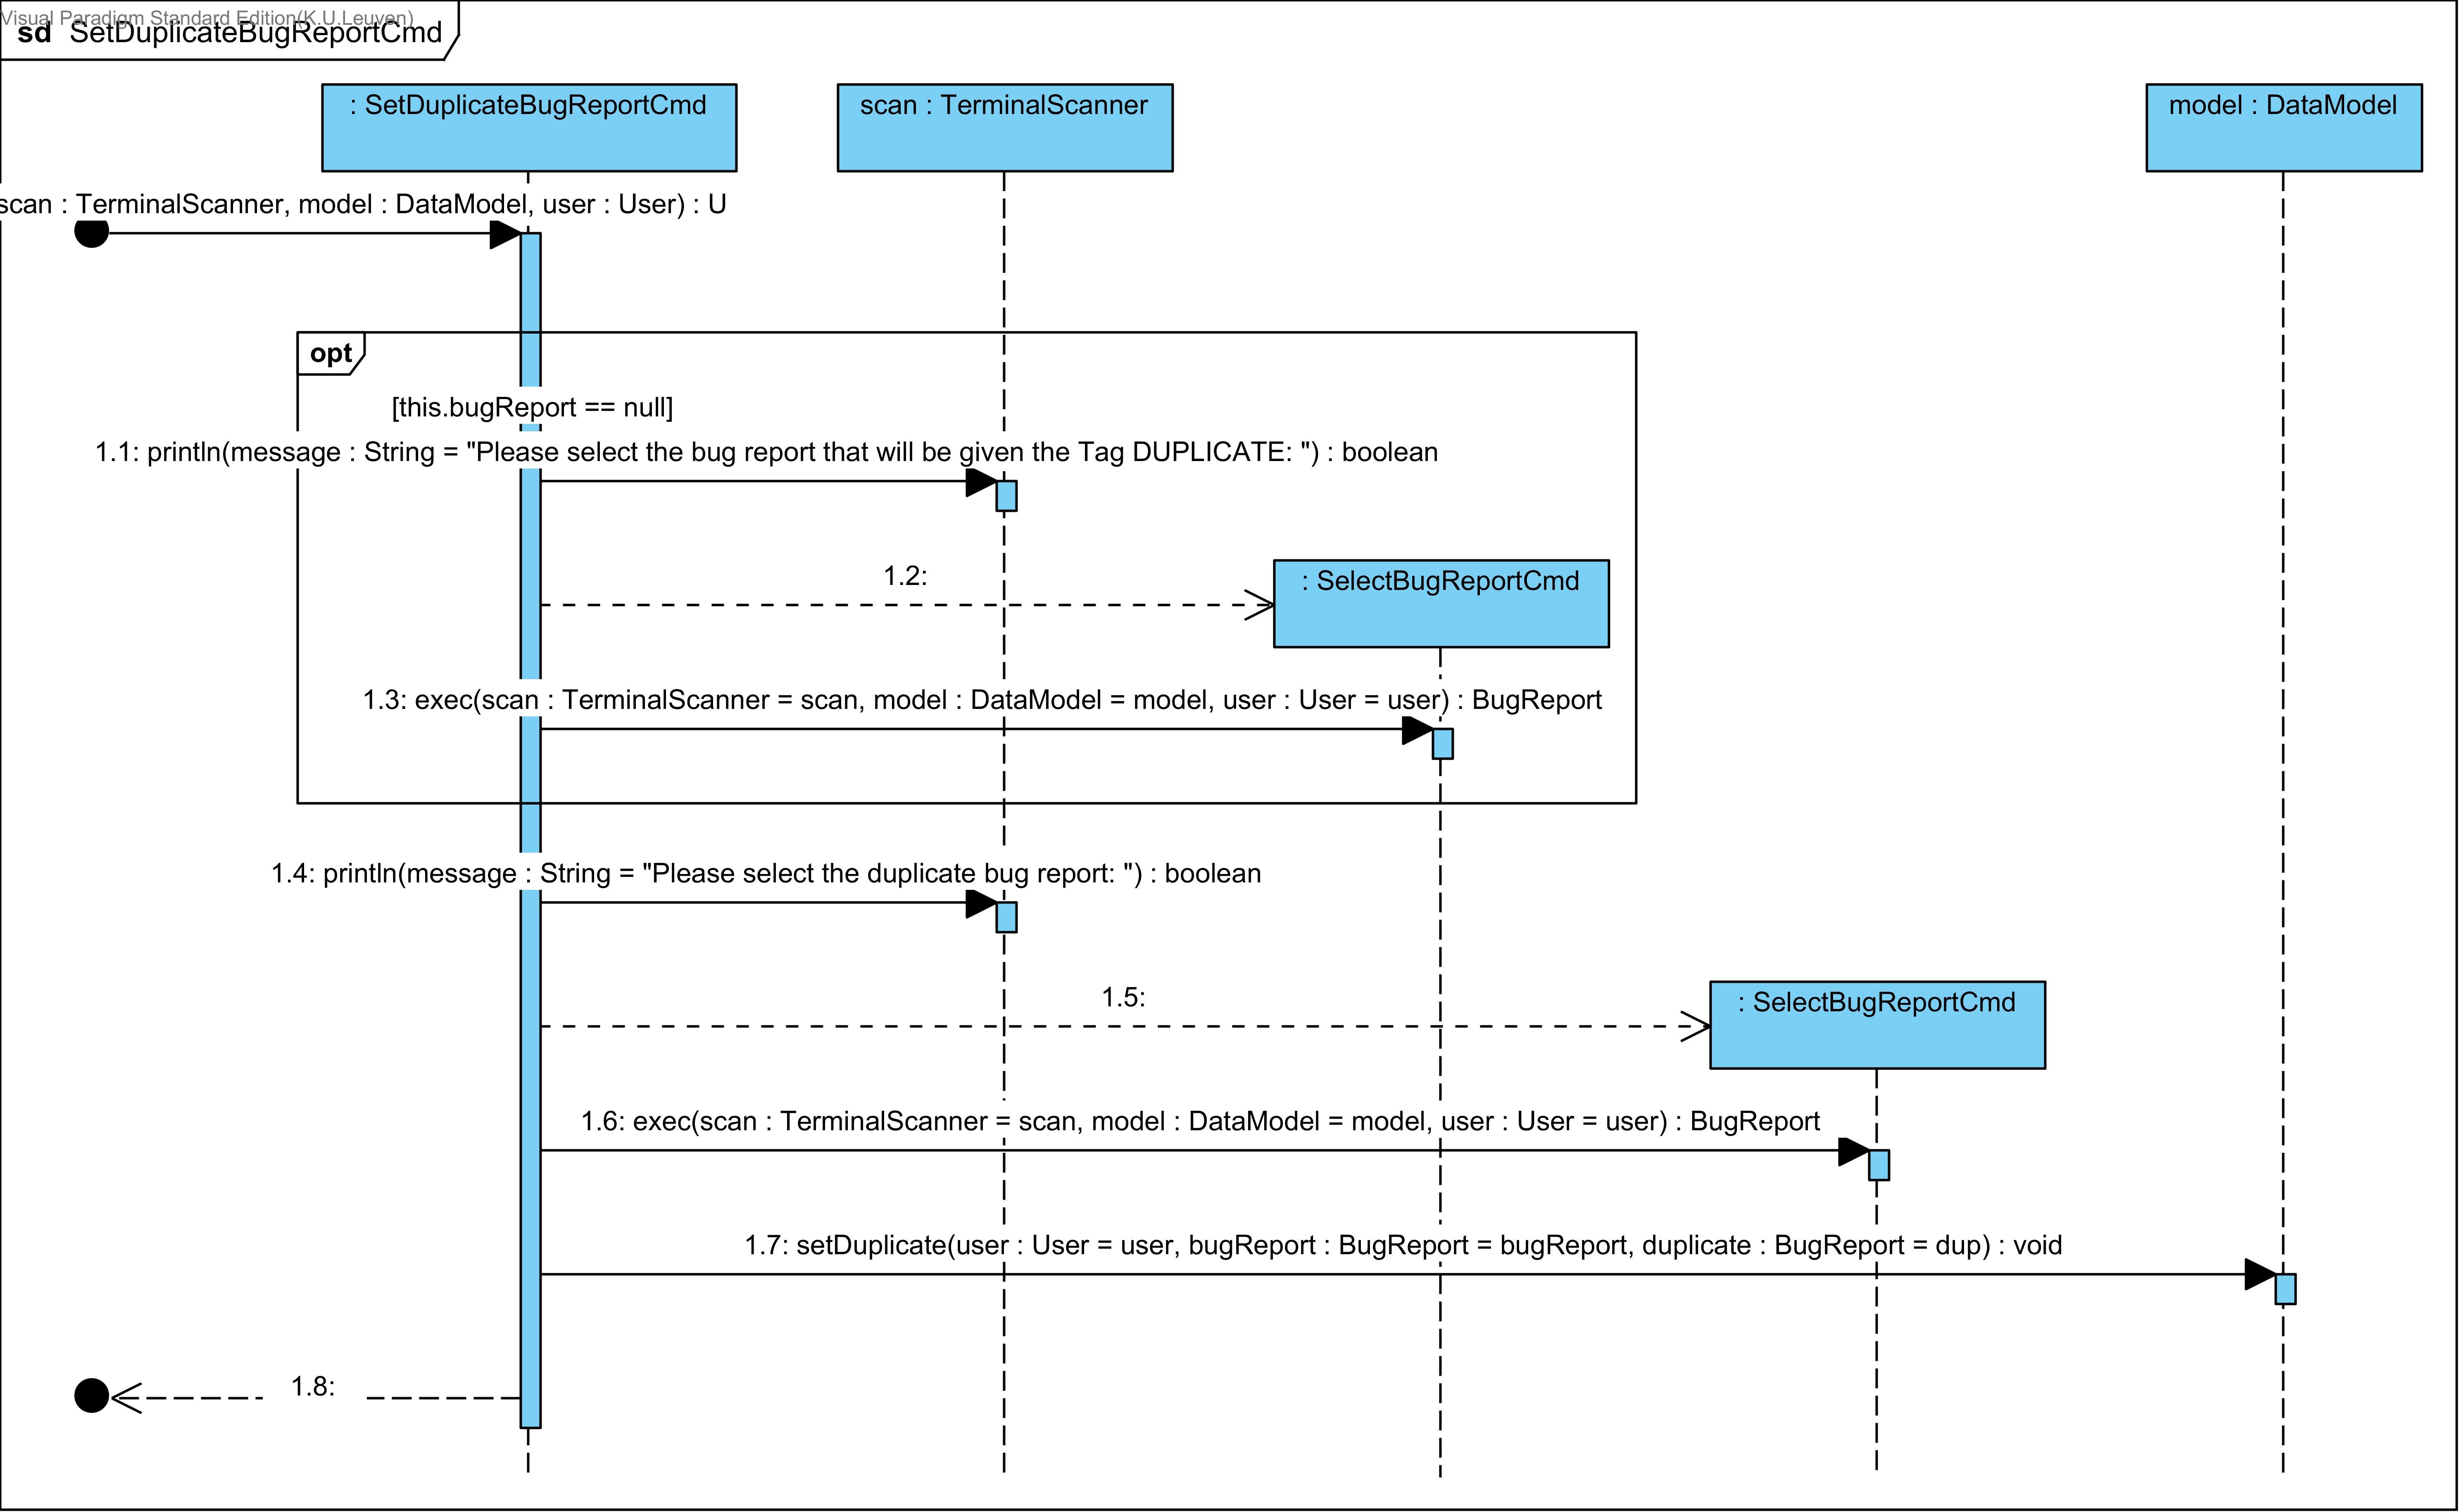 Visual Paradigm Standard Edition(K.U.Leuven)
sd SetDuplicateBugReportCmd
: SetDuplicateBugReportCmd
scan : TerminalScanner
model : DataModel
scan : TerminalScanner, model : DataModel, user : User) : U
opt
[this.bugReport == null]
1.1: println(message : String = "Please select the bug report that will be given the Tag DUPLICATE: ") : boolean
1.2:
: SelectBugReportCmd
1.3: exec(scan : TerminalScanner = scan, model : DataModel = model, user : User = user) : BugReport
1.4: println(message : String = "Please select the duplicate bug report: ") : boolean
1.5:
: SelectBugReportCmd
1.6: exec(scan : TerminalScanner = scan, model : DataModel = model, user : User = user) : BugReport
1.7: setDuplicate(user : User = user, bugReport : BugReport = bugReport, duplicate : BugReport = dup) : void
1.8: